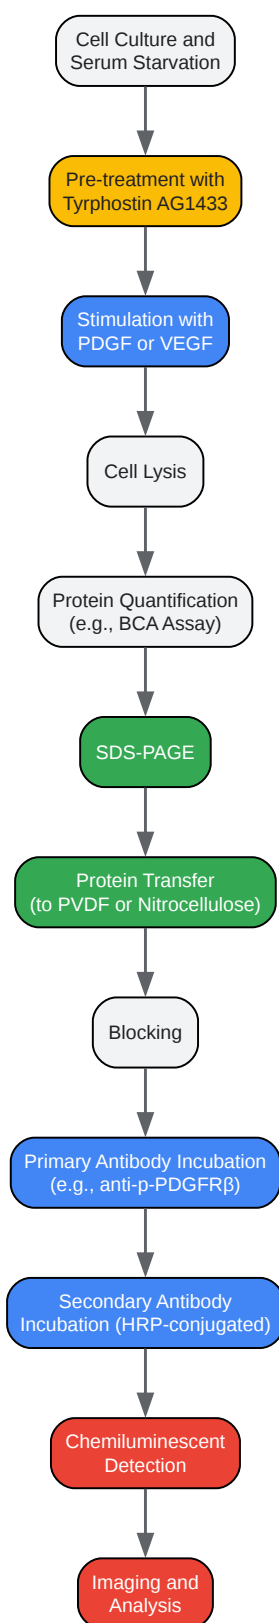 Cell Culture and
Serum Starvation
Pre-treatment with
Tyrphostin AG1433
Stimulation with
PDGF or VEGF
Cell Lysis
Protein Quantification
(e.g., BCA Assay)
SDS-PAGE
Protein Transfer
(to PVDF or Nitrocellulose)
Blocking
Primary Antibody Incubation
(e.g., anti-p-PDGFRβ)
Secondary Antibody
Incubation (HRP-conjugated)
Chemiluminescent
Detection
Imaging and
Analysis